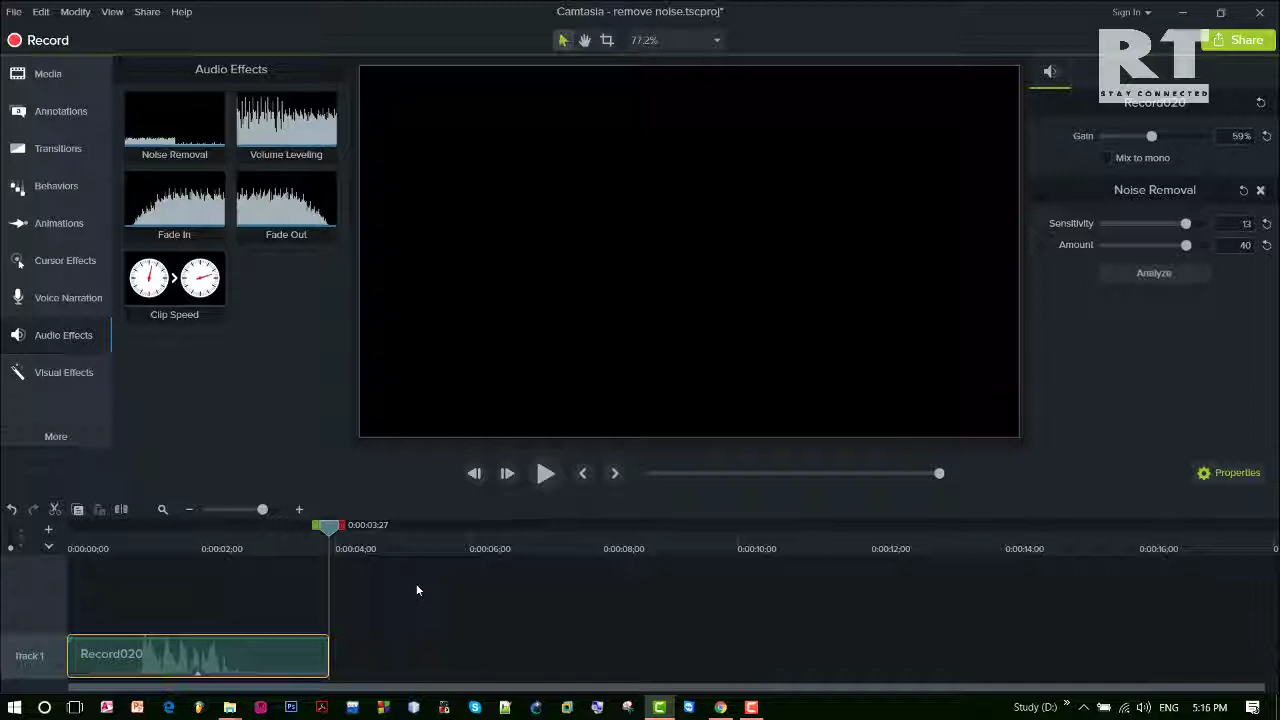 File Edit Modify View Share Help
Camtasia - remove noise.tscproj*
Sign In
Record
77.2%
Share
RT
STAY CONNECTED
Media
Annotations
Transitions
Behaviors
Animations
Cursor Effects
Voice Narration
Audio Effects
Visual Effects
More
Audio Effects
Noise Removal
Volume Leveling
Fade In
Fade Out
Clip Speed
Record020
Gain 59%
Mix to mono
Noise Removal
Sensitivity 13
Amount 40
Analyze
Properties
0:00:03;27
0:00:00;00 0:00:02;00 0:00:04;00 0:00:06;00 0:00:08;00 0:00:10;00 0:00:12;00 0:00:14;00 0:00:16;00
Track 1
Record020
Study (D:) ENG 5:16 PM